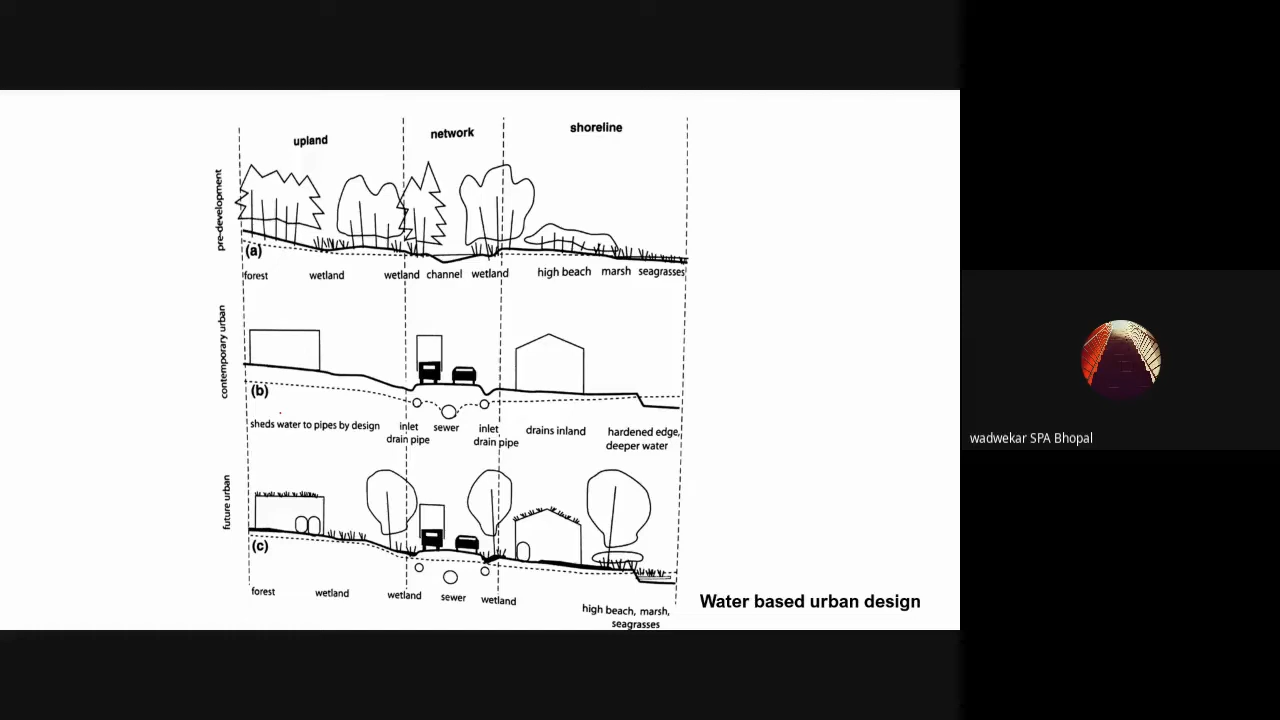 upland
network
shoreline
pre-development
(a)
forest wetland wetland channel wetland high beach marsh seagrasses
contemporary urban
(b)
sheds water to pipes by design
inlet
drain pipe
sewer
inlet
drain pipe
drains inland
hardened edge,
deeper water
future urban
(c)
forest wetland wetland sewer wetland
high beach, marsh,
seagrasses
Water based urban design
wadwekar SPA Bhopal